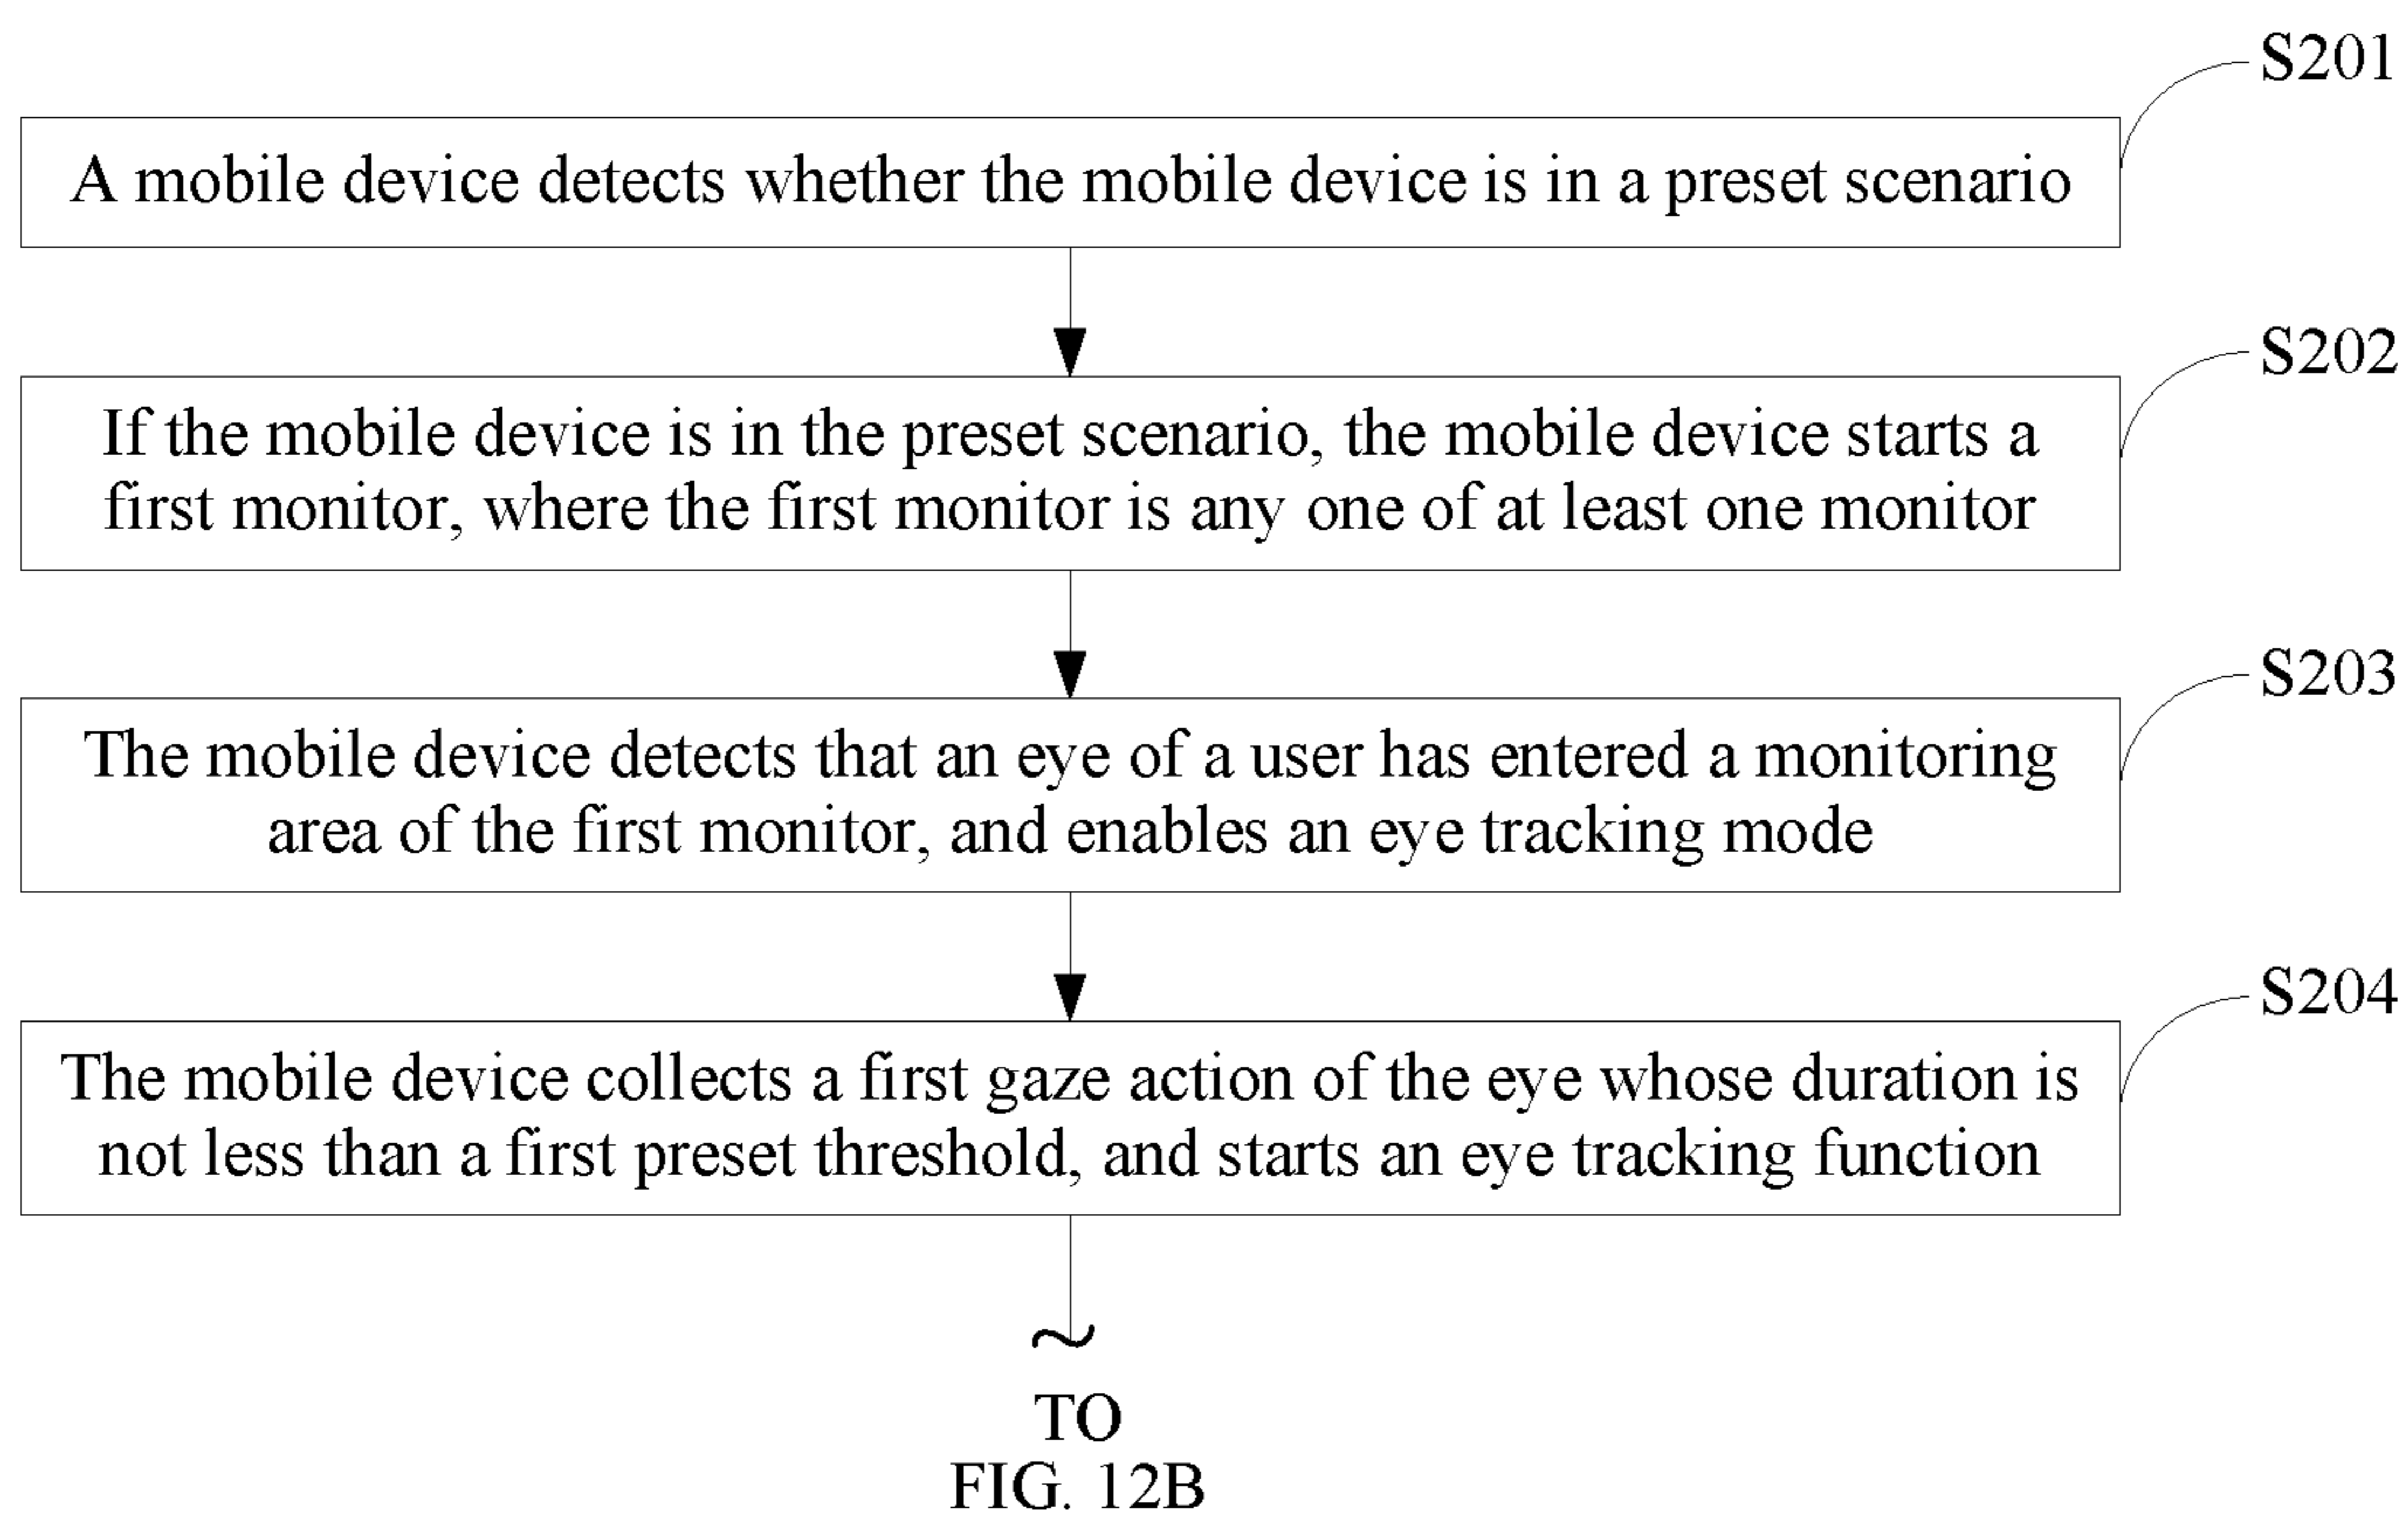 S201
A mobile device detects whether the mobile device is in a preset scenario
S202
If the mobile device is in the preset scenario, the mobile device starts a
first monitor, where the first monitor is any one of at least one monitor
S203
The mobile device detects that an eye of a user has entered a monitoring
area of the first monitor, and enables an eye tracking mode
S204
The mobile device collects a first gaze action of the eye whose duration is
not less than a first preset threshold, and starts an eye tracking function
TO
FIG. 12B